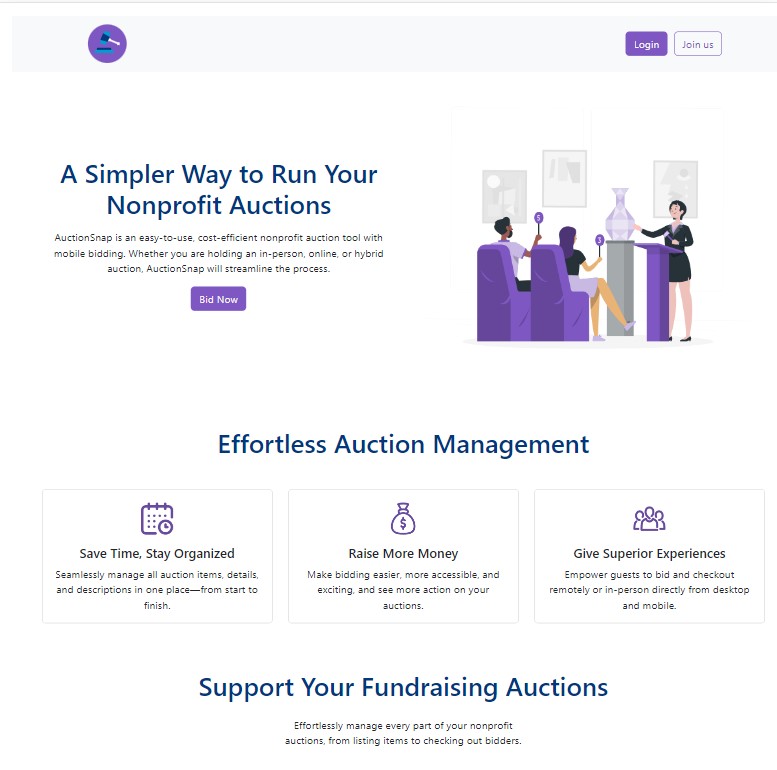 Login
Join us
A Simpler Way to Run Your
Nonprofit Auctions
AuctionSnap is an easy-to-use, cost-efficient nonprofit auction tool with
mobile bidding. Whether you are holding an in-person, online, or hybrid
auction, AuctionSnap will streamline the process.
Bid Now
5
3
Effortless Auction Management
Save Time, Stay Organized
Seamlessly manage all auction items, details,
and descriptions in one place—from start to
finish.
$
Raise More Money
Make bidding easier, more accessible, and
exciting, and see more action on your
auctions.
Give Superior Experiences
Empower guests to bid and checkout
remotely or in-person directly from desktop
and mobile.
Support Your Fundraising Auctions
Effortlessly manage every part of your nonprofit
auctions, from listing items to checking out bidders.